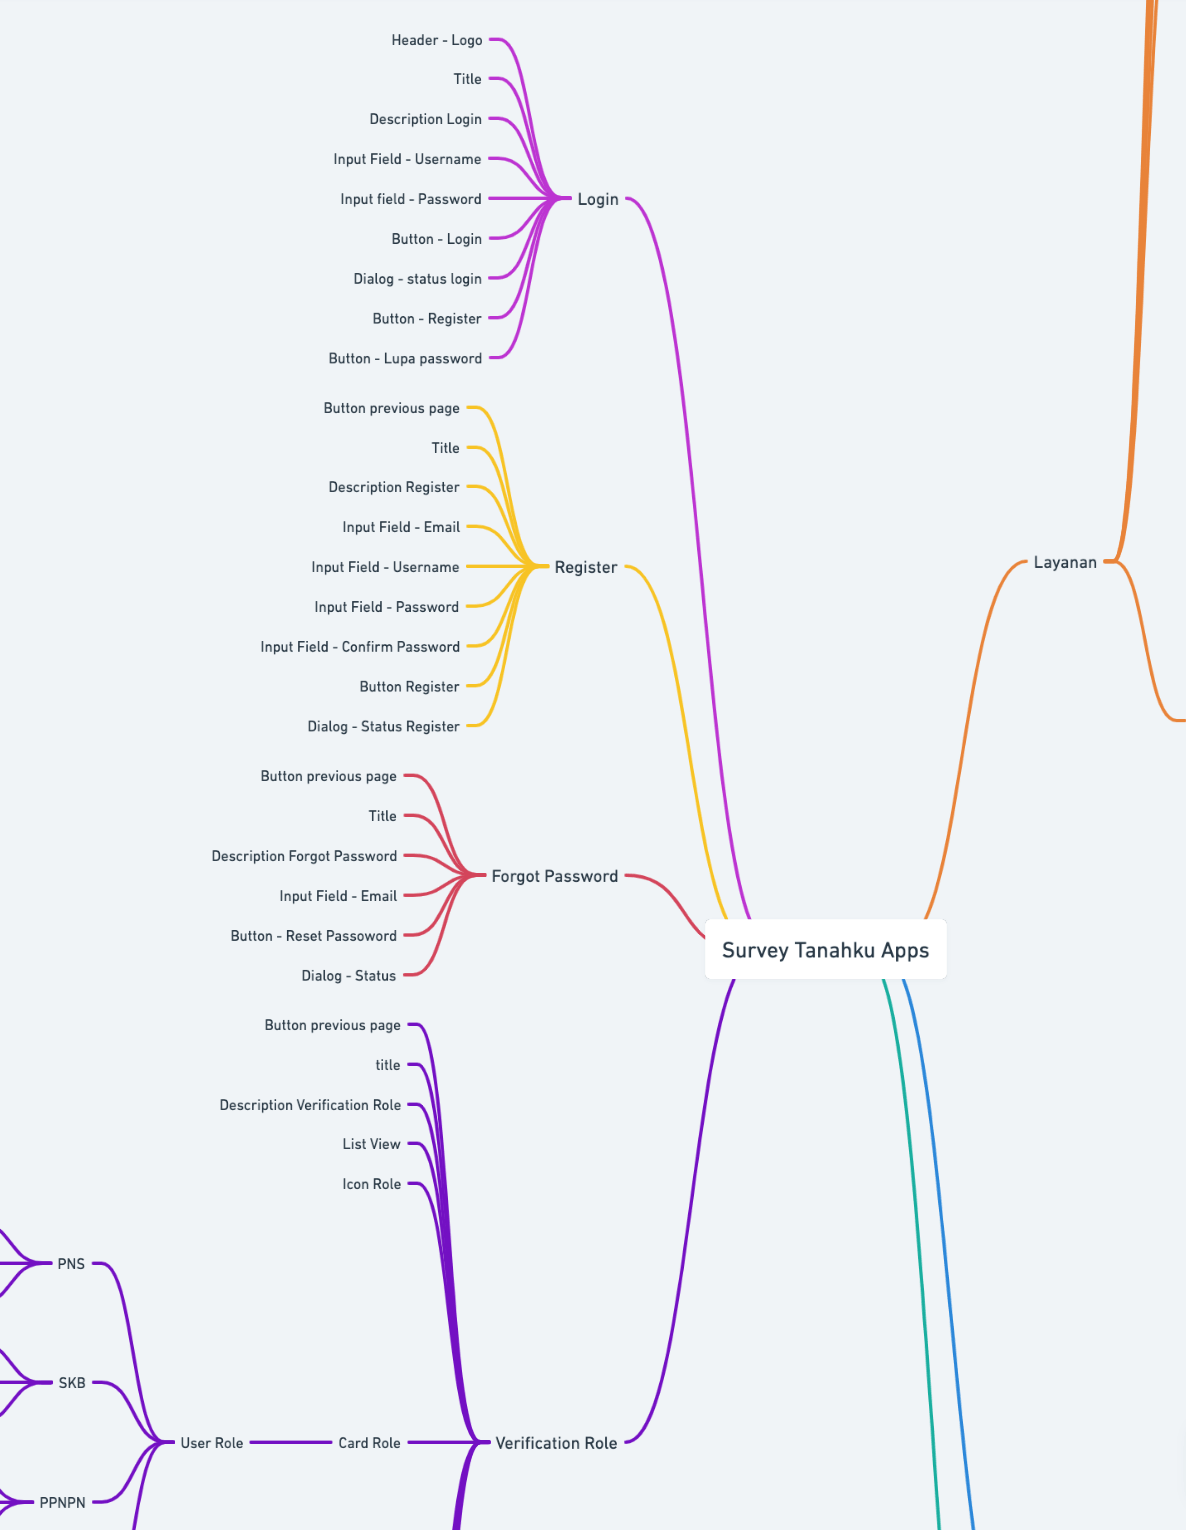 Header - Logo
Title
Description Login
Input Field - Username
Input field - Password
Button - Login
Dialog - status login
Button - Register
Button - Lupa password
Login
Button previous page
Title
Description Register
Input Field - Email
Input Field - Username
Input Field - Password
Input Field - Confirm Password
Button Register
Dialog - Status Register
Register
Button previous page
Title
Description Forgot Password
Input Field - Email
Button - Reset Passoword
Dialog - Status
Forgot Password
Button previous page
title
Description Verification Role
List View
Icon Role
PNS
SKB
PPNPN
User Role
Card Role
Verification Role
Survey Tanahku Apps
Layanan